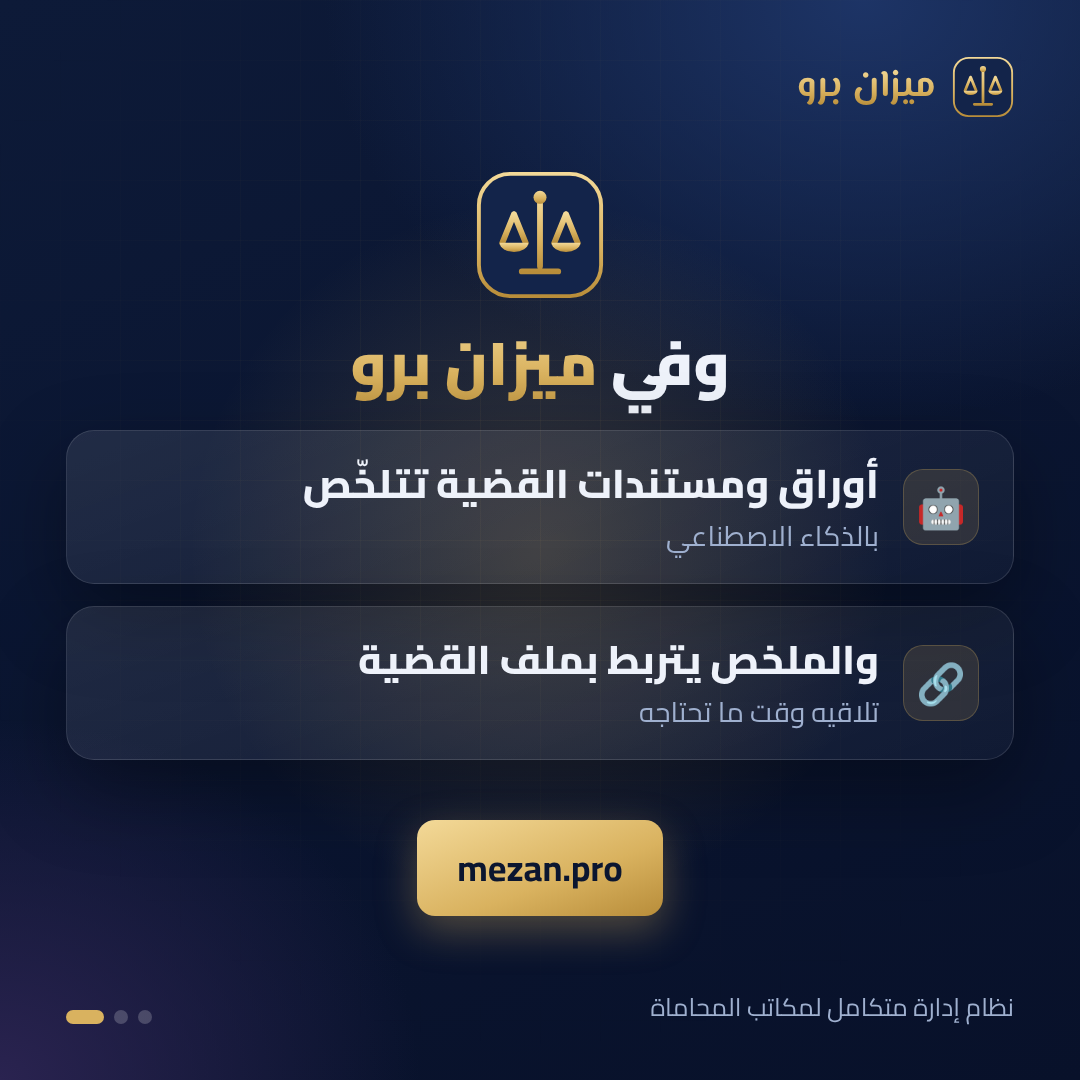 ميزان برو
وفي ميزان برو
أوراق ومستندات القضية تتلخّص
بالذكاء الاصطناعي
والملخص يتربط بملف القضية
تلاقيه وقت ما تحتاجه
mezan.pro
نظام إدارة متكامل لمكاتب المحاماة